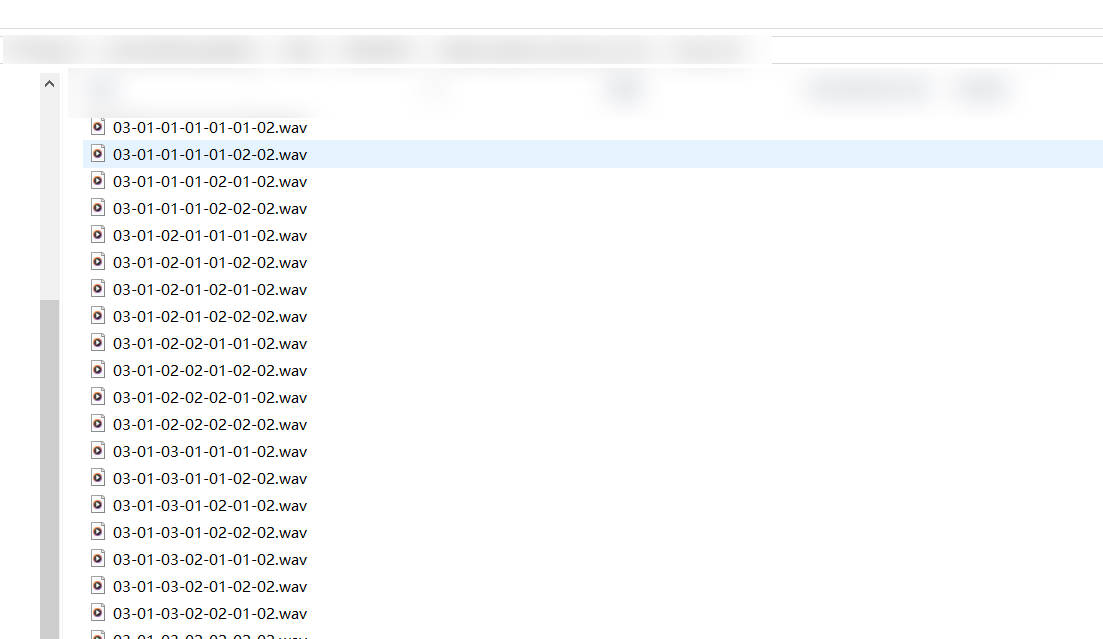 03-01-01-01-01-01-02.wav
03-01-01-01-01-02-02.wav
03-01-01-01-02-01-02.wav
03-01-01-01-02-02-02.wav
03-01-02-01-01-01-02.wav
03-01-02-01-01-02-02.wav
03-01-02-01-02-01-02.wav
03-01-02-01-02-02-02.wav
03-01-02-02-01-01-02.wav
03-01-02-02-01-02-02.wav
03-01-02-02-02-01-02.wav
03-01-02-02-02-02-02.wav
03-01-03-01-01-01-02.wav
03-01-03-01-01-02-02.wav
03-01-03-01-02-01-02.wav
03-01-03-01-02-02-02.wav
03-01-03-02-01-01-02.wav
03-01-03-02-01-02-02.wav
03-01-03-02-02-01-02.wav